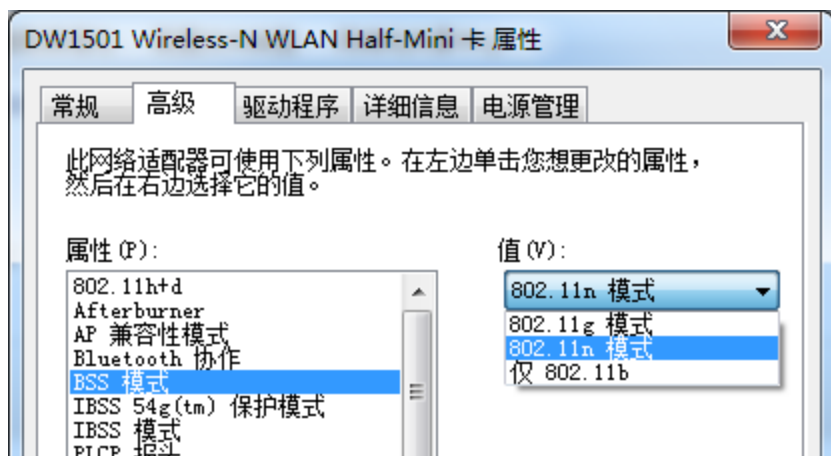 DW1501 Wireless-N WLAN Half-Mini 卡 属性
常规 高级 驱动程序 详细信息 电源管理
此网络适配器可使用下列属性。在左边单击您想更改的属性，
然后在右边选择它的值。
属性(P): 值(V):
802.11h+d 802.11n 模式
Afterburner
AP 兼容性模式 802.11g 模式
Bluetooth 协作 802.11n 模式
BSS 模式 仅 802.11b
IBSS 54g(tm) 保护模式
IBSS 模式
PLCP 报头